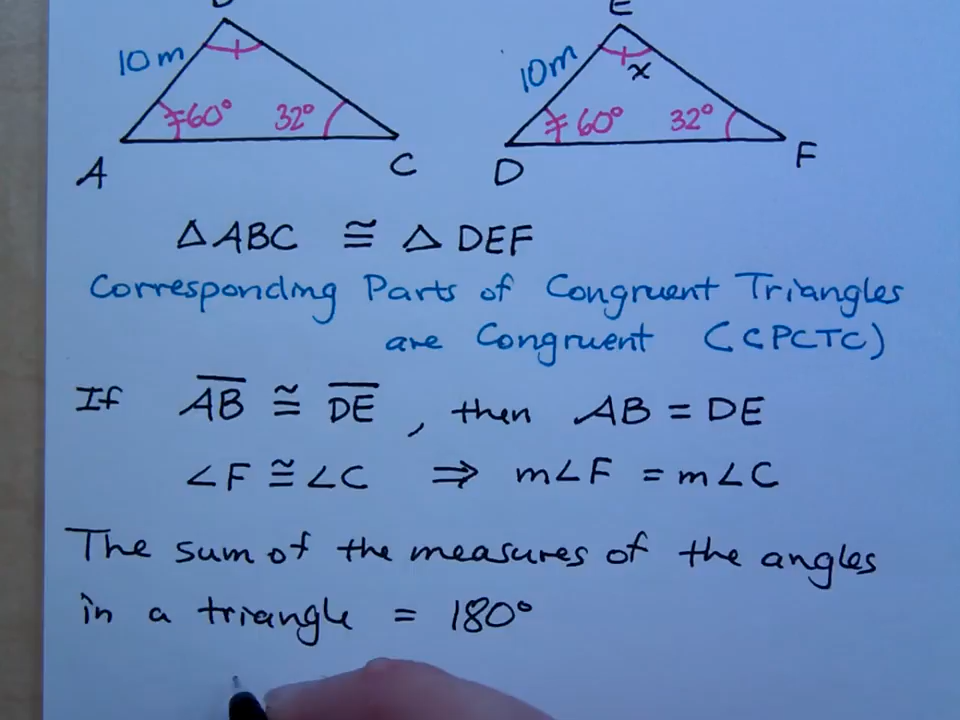 E
10m 10m x
60° 32° 60° 32°
A C D F
△ABC ≅ △DEF
Corresponding Parts of Congruent Triangles
are Congruent (CPCTC)
If AB ≅ DE, then AB = DE
∠F ≅ ∠C ⇒ m∠F = m∠C
The sum of the measures of the angles
in a triangle = 180°